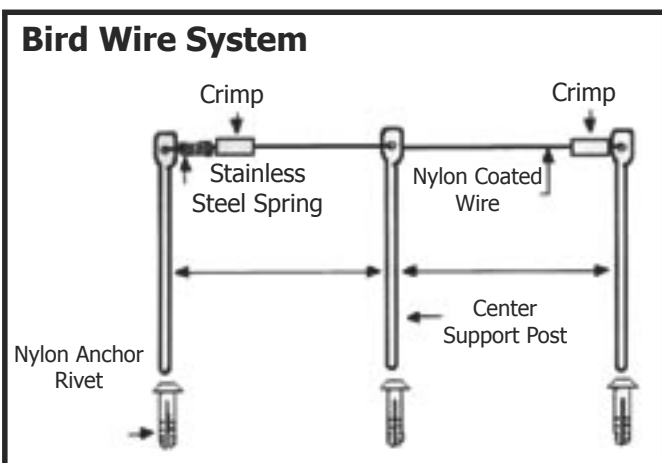 Bird Wire System
Crimp
Crimp
Stainless
Steel Spring
Nylon Coated
Wire
Center
Support Post
Nylon Anchor
Rivet